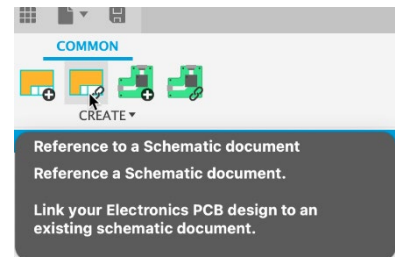 COMMON
CREATE
Reference to a Schematic document
Reference a Schematic document.
Link your Electronics PCB design to an
existing schematic document.